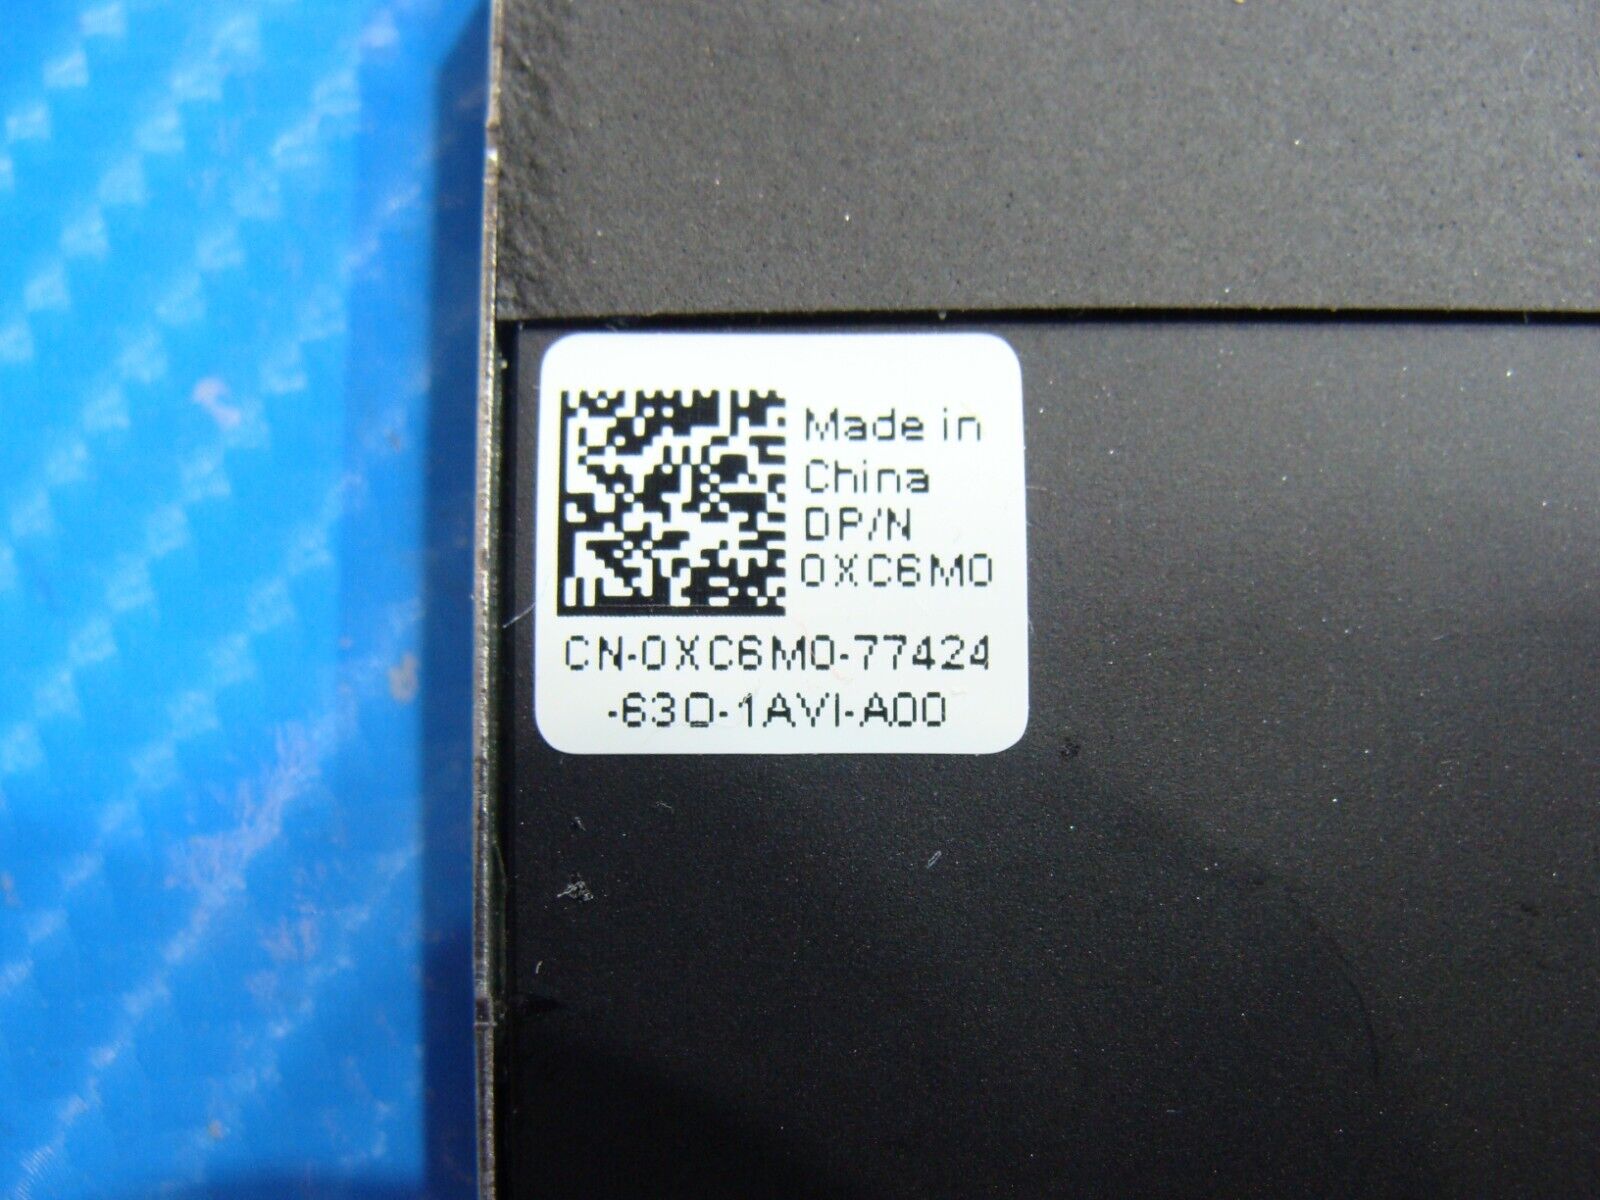 Made in
China
DP/N
0XC6M0
CN-0XC6M0-77424
-63O-1AVI-A00